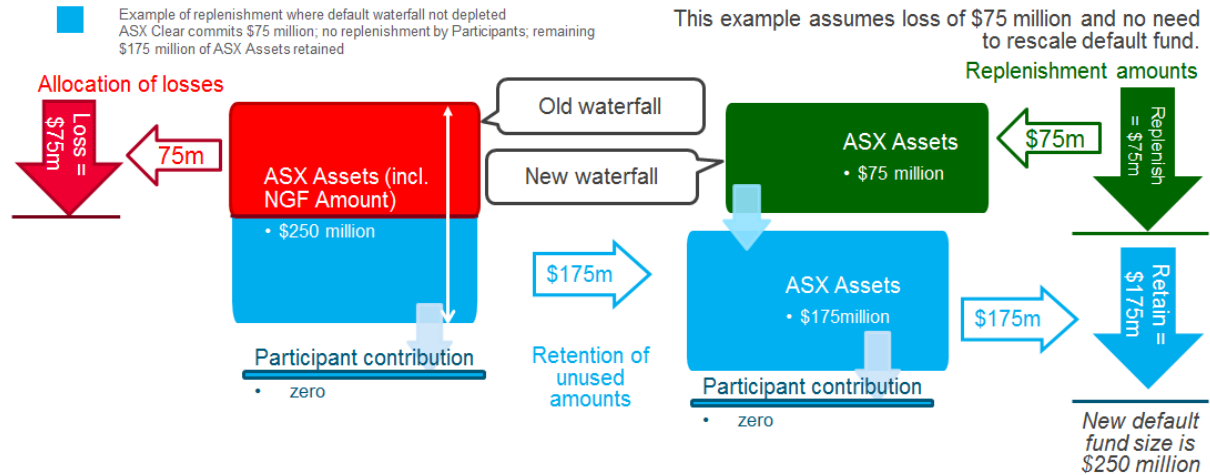 Example of replenishment where default waterfall not depleted
ASX Clear commits $75 million; no replenishment by Participants; remaining
$175 million of ASX Assets retained
This example assumes loss of $75 million and no need
to rescale default fund.
Allocation of losses
Replenishment amounts
Loss =
$75m
75m
ASX Assets (incl.
NGF Amount)
• $250 million
Old waterfall
New waterfall
ASX Assets
• $75 million
$75m
Replenish
= $75m
$175m
ASX Assets
• $175million
$175m
Retain =
$175m
Participant contribution
• zero
Retention of
unused
amounts
Participant contribution
• zero
New default
fund size is
$250 million